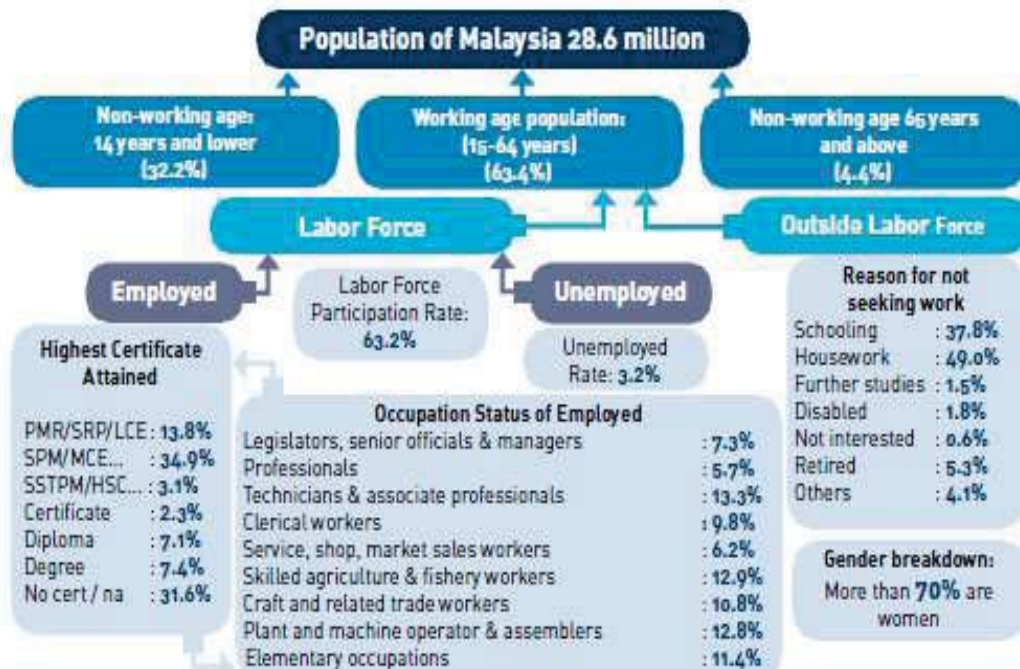 Population of Malaysia 28.6 million
Non-working age:
14 years and lower
(32.2%)
Working age population:
(15-64 years)
(63.4%)
Non-working age 65 years
and above
(4.4%)
Labor Force
Outside Labor Force
Employed
Labor Force
Participation Rate:
63.2%
Unemployed
Unemployed
Rate: 3.2%
Reason for not
seeking work
Schooling : 37.8%
Housework : 49.0%
Further studies : 1.5%
Disabled : 1.8%
Not interested : 0.6%
Retired : 5.3%
Others : 4.1%
Gender breakdown:
More than 70% are
women
Highest Certificate
Attained
PMR/SRP/LCE : 13.8%
SPM/MCE... : 34.9%
SSTPM/HSC... : 3.1%
Certificate : 2.3%
Diploma : 7.1%
Degree : 7.4%
No cert / na : 31.6%
Occupation Status of Employed
Legislators, senior officials & managers : 7.3%
Professionals : 5.7%
Technicians & associate professionals : 13.3%
Clerical workers : 9.8%
Service, shop, market sales workers : 6.2%
Skilled agriculture & fishery workers : 12.9%
Craft and related trade workers : 10.8%
Plant and machine operator & assemblers : 12.8%
Elementary occupations : 11.4%